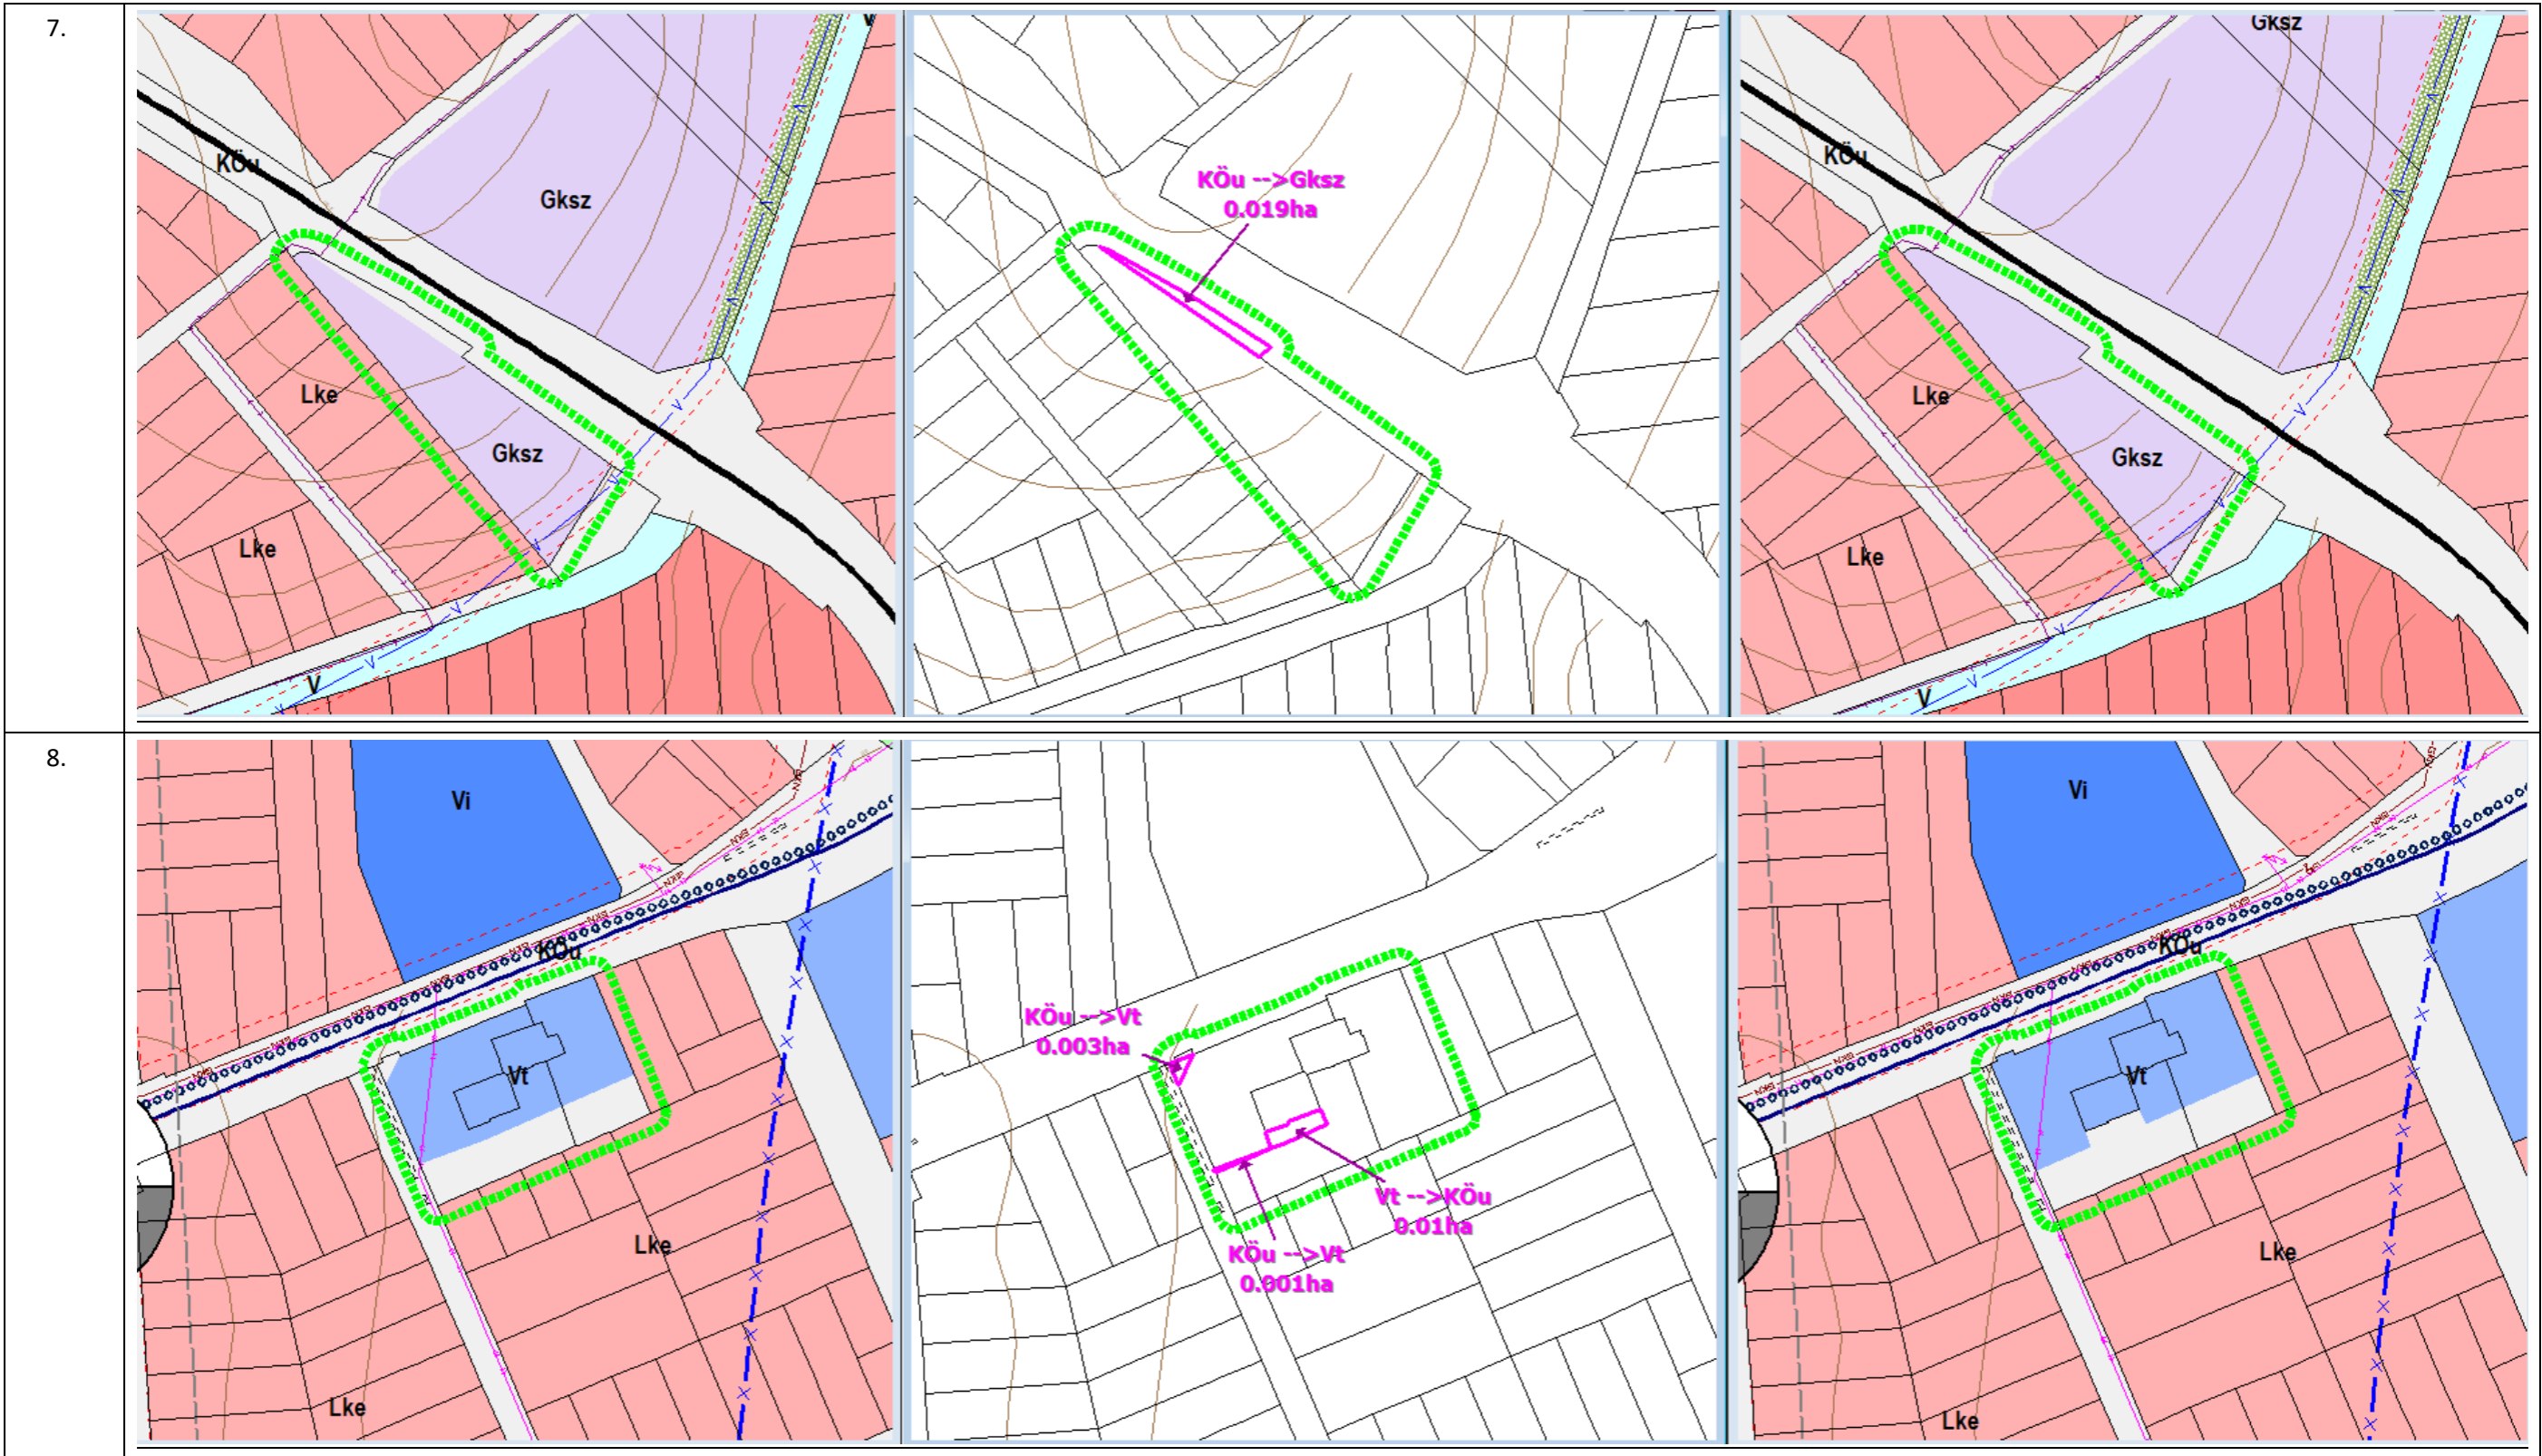 7.
V
KÖu
Gksz
Lke
Gksz
Lke
V
KÖu -->Gksz
0.019ha
Gksz
KÖu
Lke
Gksz
Lke
V
8.
Vi
KÖu
Vt
Lke
Lke
KÖu -->Vt
0.003ha
Vt -->KÖu
0.01ha
KÖu -->Vt
0.001ha
Vi
KÖu
Vt
Lke
Lke